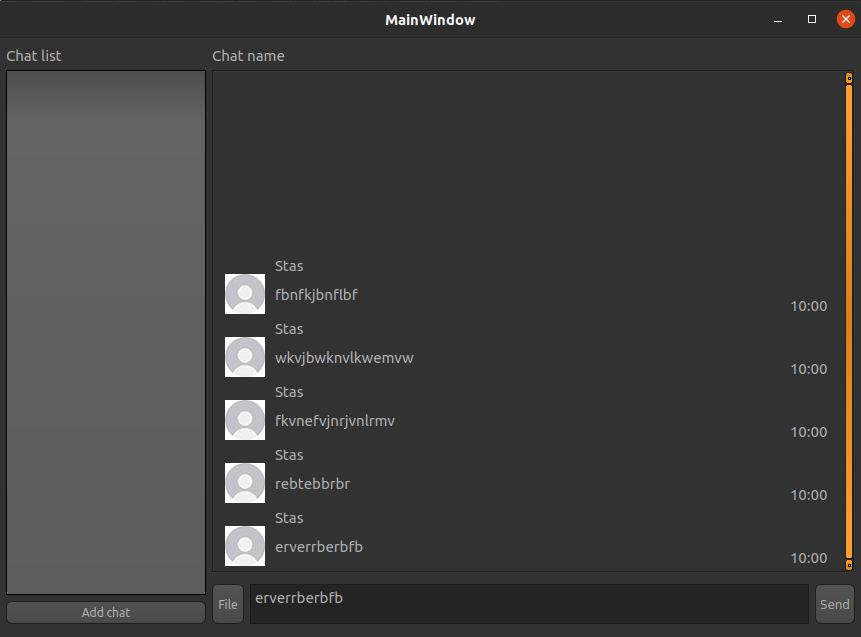 MainWindow
Chat list
Chat name
Stas
fbnfkjbnflbf
10:00
Stas
wkvjbwknvlkwemvw
10:00
Stas
fkvnefvjnrjvnlrmv
10:00
Stas
rebtebbrbr
10:00
Stas
erverrberbfb
10:00
Add chat
File
erverrberbfb
Send